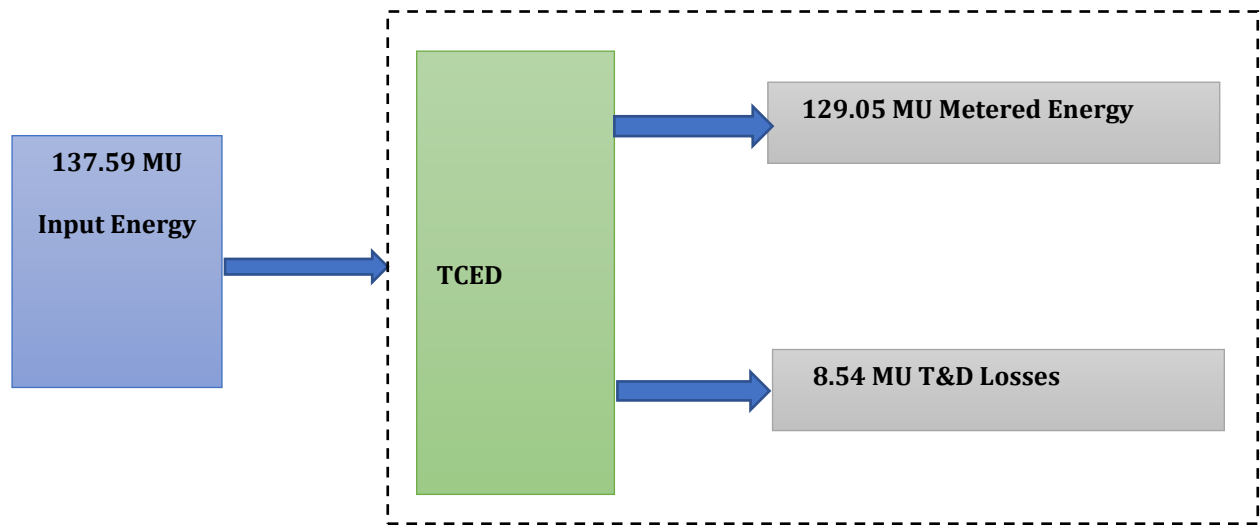 137.59 MU
Input Energy
TCED
129.05 MU Metered Energy
8.54 MU T&D Losses